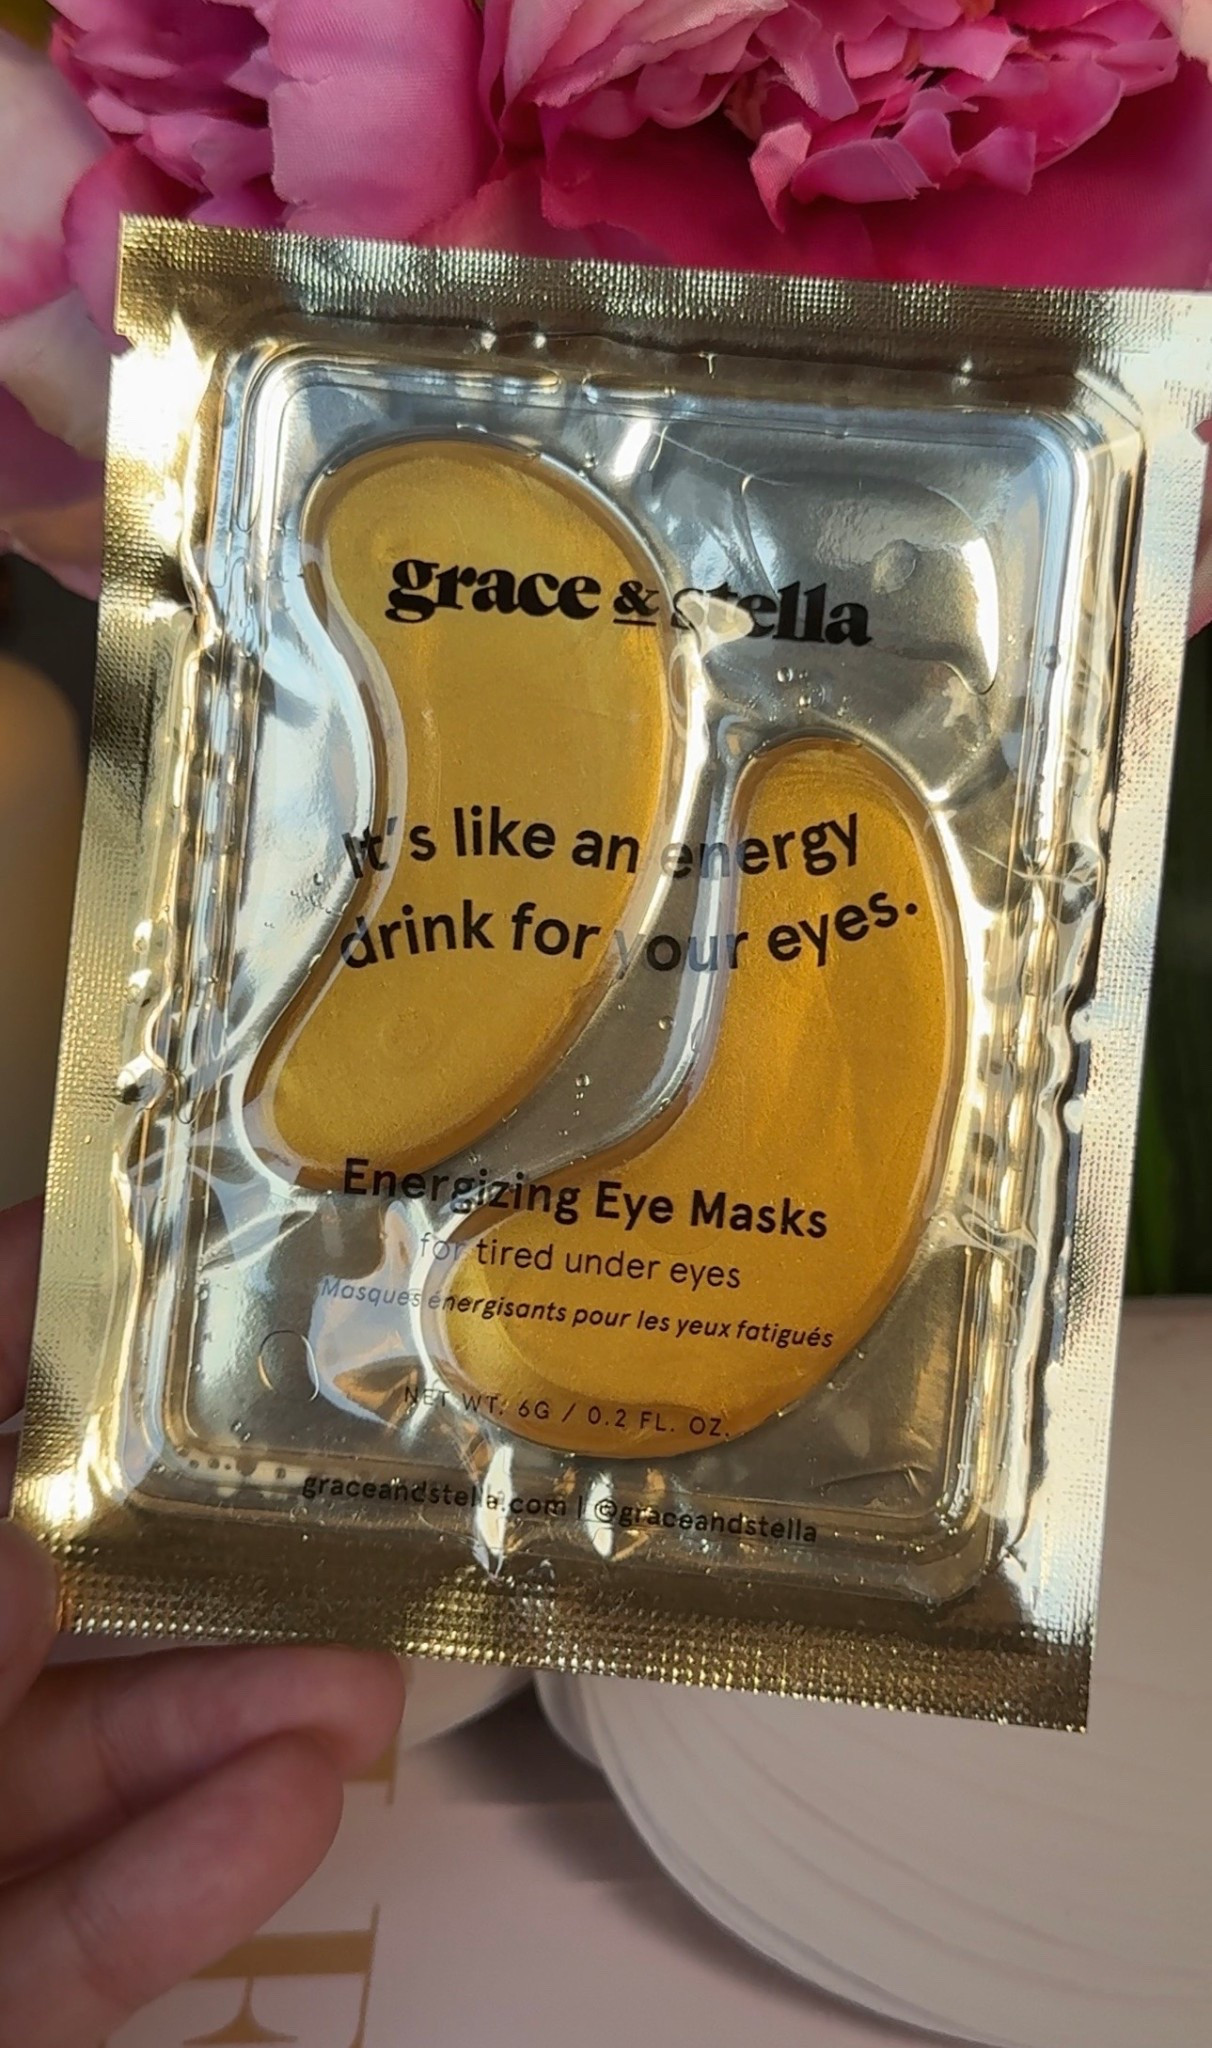 grace & stella
It's like an energy
drink for your eyes.
Energizing Eye Masks
for tired under eyes
Masques énergisants pour les yeux fatigués
NET WT. 6G / 0.2 FL. OZ.
graceandstella.com | @graceandstella